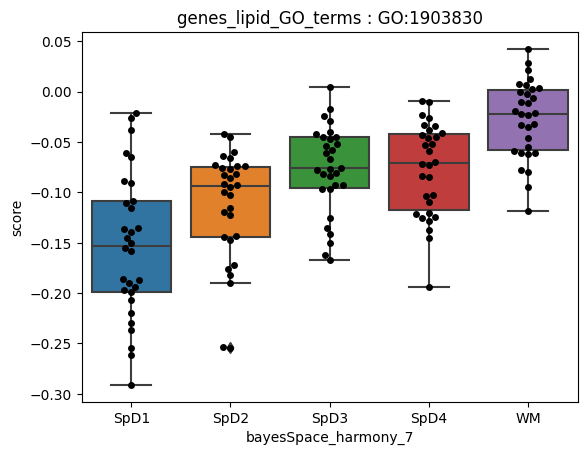 genes_lipid_GO_terms : GO:1903830
0.05
0.00
−0.05
−0.10
−0.15
−0.20
−0.25
−0.30
score
SpD1 SpD2 SpD3 SpD4 WM
bayesSpace_harmony_7